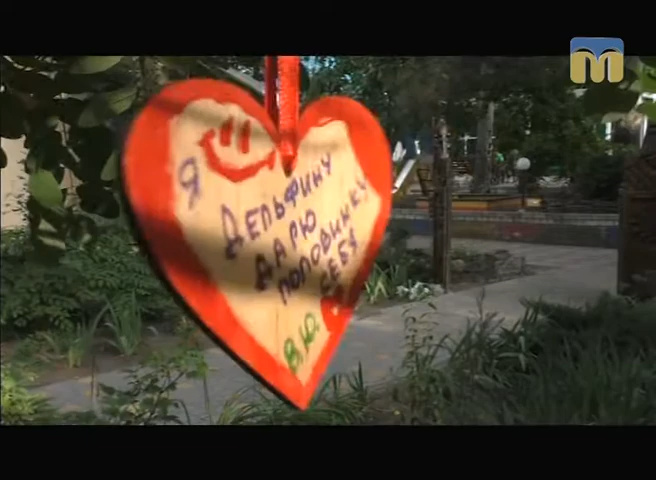 Я
ДЕЛЬФИНУ
ДАРЮ
ПОЛОВИНКУ
СЕБЯ
В.Ю.
M